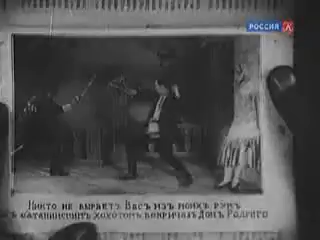 РОССИЯ К
Никто не вырветъ Васъ изъ моихъ рукъ
съ сатанинскимъ хохотомъ вскричалъ Донъ Родриго